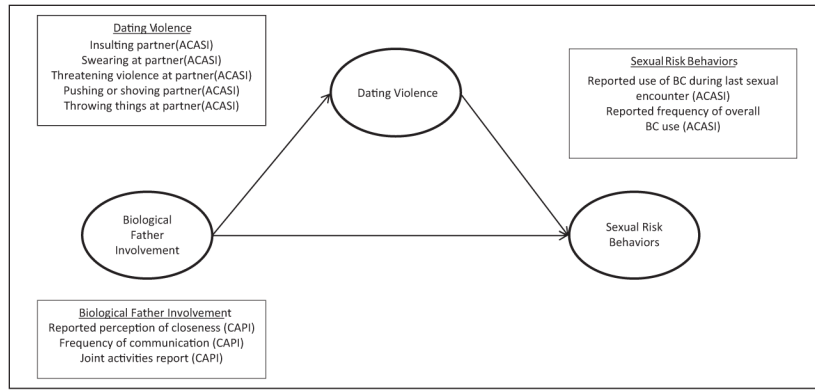 Dating Violence
Insulting partner(ACASI)
Swearing at partner(ACASI)
Threatening violence at partner(ACASI)
Pushing or shoving partner(ACASI)
Throwing things at partner(ACASI)
Dating Violence
Sexual Risk Behaviors
Reported use of BC during last sexual
encounter (ACASI)
Reported frequency of overall
BC use (ACASI)
Biological
Father
Involvement
Sexual Risk
Behaviors
Biological Father Involvement
Reported perception of closeness (CAPI)
Frequency of communication (CAPI)
Joint activities report (CAPI)